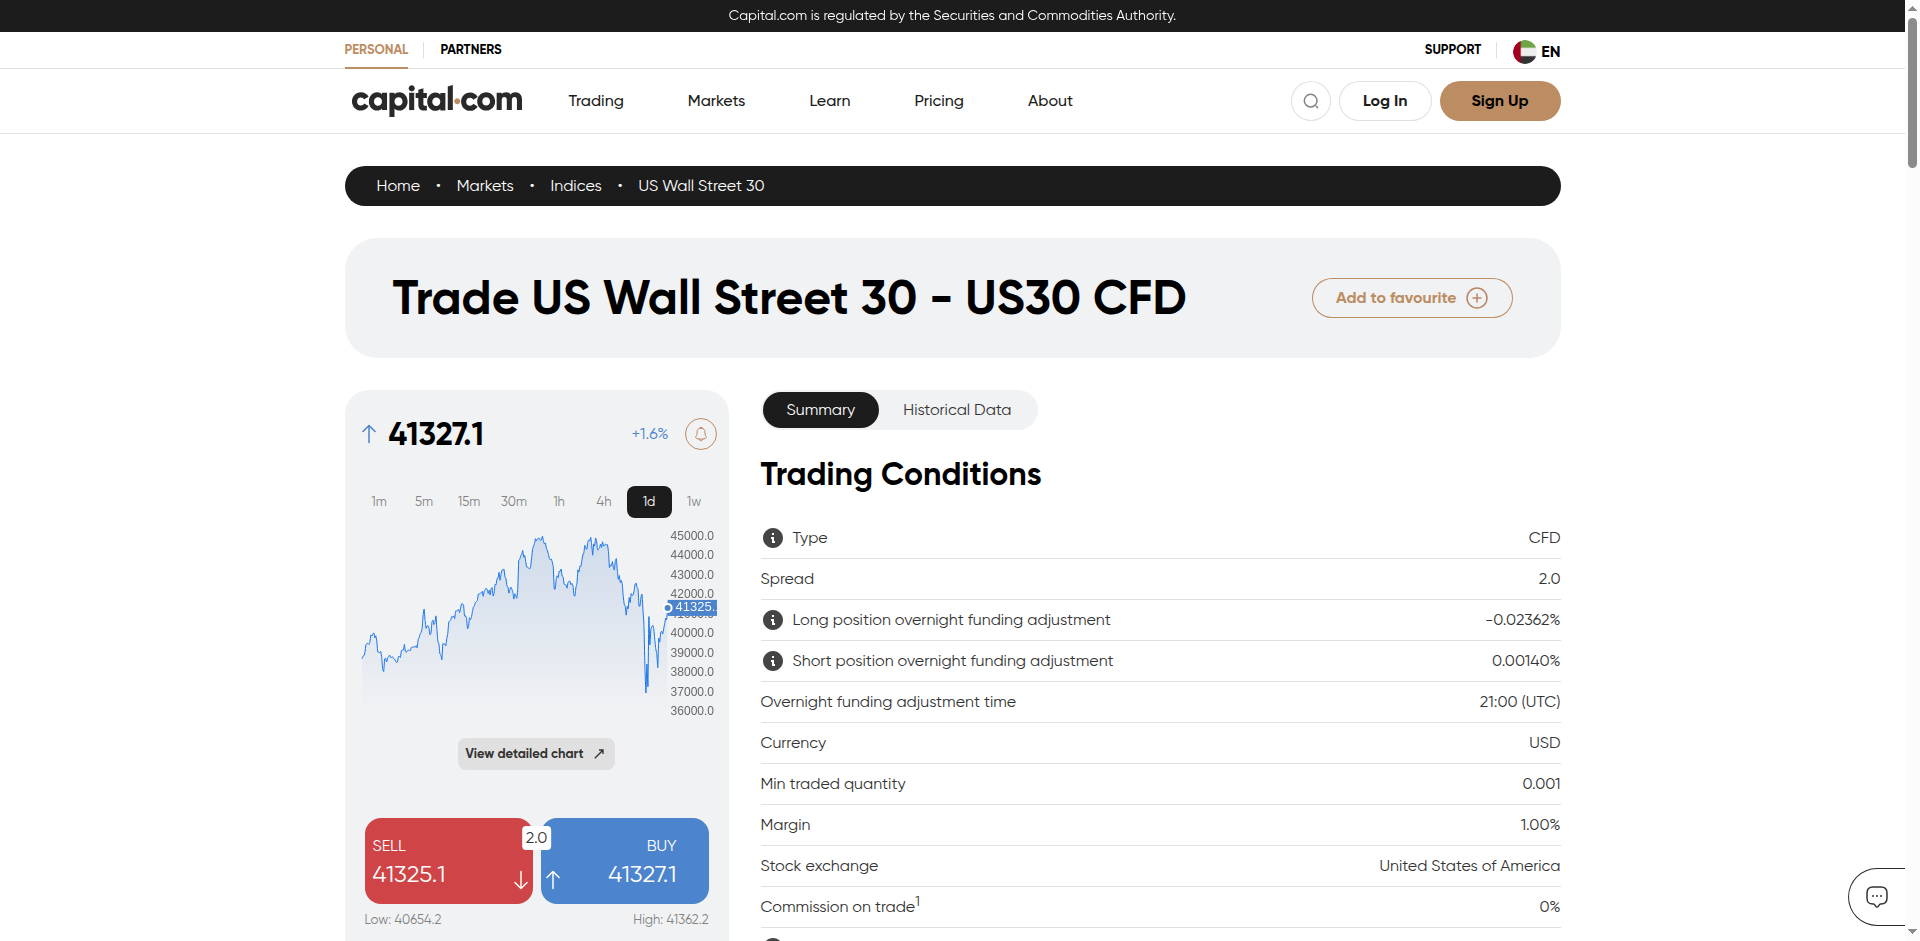 Capital.com is regulated by the Securities and Commodities Authority.
PERSONAL
PARTNERS
SUPPORT
EN
capital.com
Trading
Markets
Learn
Pricing
About
Log In
Sign Up
Home • Markets • Indices • US Wall Street 30
Trade US Wall Street 30 - US30 CFD
Add to favourite
41327.1
+1.6%
1m
5m
15m
30m
1h
4h
1d
1w
45000.0
44000.0
43000.0
42000.0
41325.
40000.0
39000.0
38000.0
37000.0
36000.0
View detailed chart
SELL
41325.1
2.0
BUY
41327.1
Low: 40654.2
High: 41362.2
Summary
Historical Data
Trading Conditions
Type CFD
Spread 2.0
Long position overnight funding adjustment -0.02362%
Short position overnight funding adjustment 0.00140%
Overnight funding adjustment time 21:00 (UTC)
Currency USD
Min traded quantity 0.001
Margin 1.00%
Stock exchange United States of America
Commission on trade1 0%